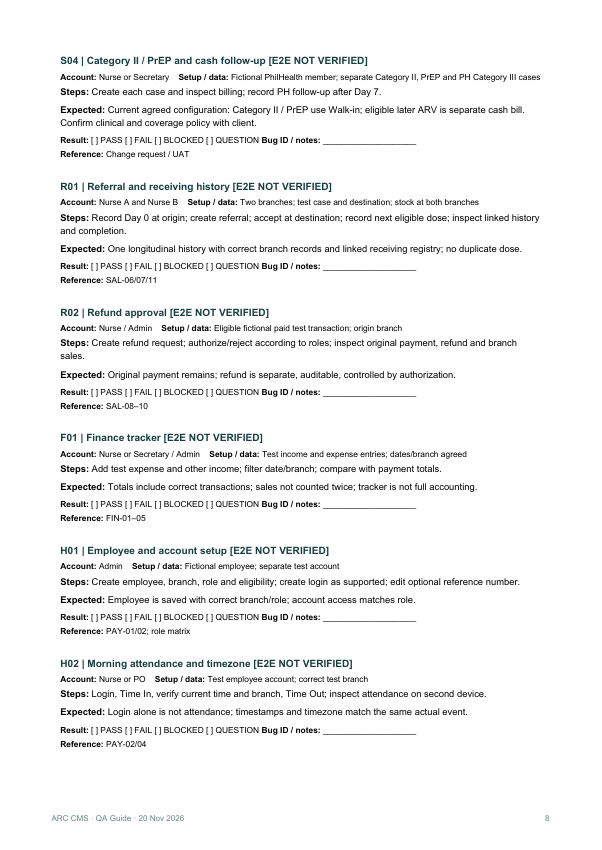 S04 | Category II / PrEP and cash follow-up [E2E NOT VERIFIED]
Account: Nurse or Secretary Setup / data: Fictional PhilHealth member; separate Category II, PrEP and PH Category III cases
Steps: Create each case and inspect billing; record PH follow-up after Day 7.
Expected: Current agreed configuration: Category II / PrEP use Walk-in; eligible later ARV is separate cash bill.
Confirm clinical and coverage policy with client.
Result: [ ] PASS [ ] FAIL [ ] BLOCKED [ ] QUESTION Bug ID / notes: ____________________
Reference: Change request / UAT
R01 | Referral and receiving history [E2E NOT VERIFIED]
Account: Nurse A and Nurse B Setup / data: Two branches; test case and destination; stock at both branches
Steps: Record Day 0 at origin; create referral; accept at destination; record next eligible dose; inspect linked history
and completion.
Expected: One longitudinal history with correct branch records and linked receiving registry; no duplicate dose.
Result: [ ] PASS [ ] FAIL [ ] BLOCKED [ ] QUESTION Bug ID / notes: ____________________
Reference: SAL-06/07/11
R02 | Refund approval [E2E NOT VERIFIED]
Account: Nurse / Admin Setup / data: Eligible fictional paid test transaction; origin branch
Steps: Create refund request; authorize/reject according to roles; inspect original payment, refund and branch
sales.
Expected: Original payment remains; refund is separate, auditable, controlled by authorization.
Result: [ ] PASS [ ] FAIL [ ] BLOCKED [ ] QUESTION Bug ID / notes: ____________________
Reference: SAL-08–10
F01 | Finance tracker [E2E NOT VERIFIED]
Account: Nurse or Secretary / Admin Setup / data: Test income and expense entries; dates/branch agreed
Steps: Add test expense and other income; filter date/branch; compare with payment totals.
Expected: Totals include correct transactions; sales not counted twice; tracker is not full accounting.
Result: [ ] PASS [ ] FAIL [ ] BLOCKED [ ] QUESTION Bug ID / notes: ____________________
Reference: FIN-01–05
H01 | Employee and account setup [E2E NOT VERIFIED]
Account: Admin Setup / data: Fictional employee; separate test account
Steps: Create employee, branch, role and eligibility; create login as supported; edit optional reference number.
Expected: Employee is saved with correct branch/role; account access matches role.
Result: [ ] PASS [ ] FAIL [ ] BLOCKED [ ] QUESTION Bug ID / notes: ____________________
Reference: PAY-01/02; role matrix
H02 | Morning attendance and timezone [E2E NOT VERIFIED]
Account: Nurse or PO Setup / data: Test employee account; correct test branch
Steps: Login, Time In, verify current time and branch, Time Out; inspect attendance on second device.
Expected: Login alone is not attendance; timestamps and timezone match the same actual event.
Result: [ ] PASS [ ] FAIL [ ] BLOCKED [ ] QUESTION Bug ID / notes: ____________________
Reference: PAY-02/04
ARC CMS · QA Guide · 20 Nov 2026
8